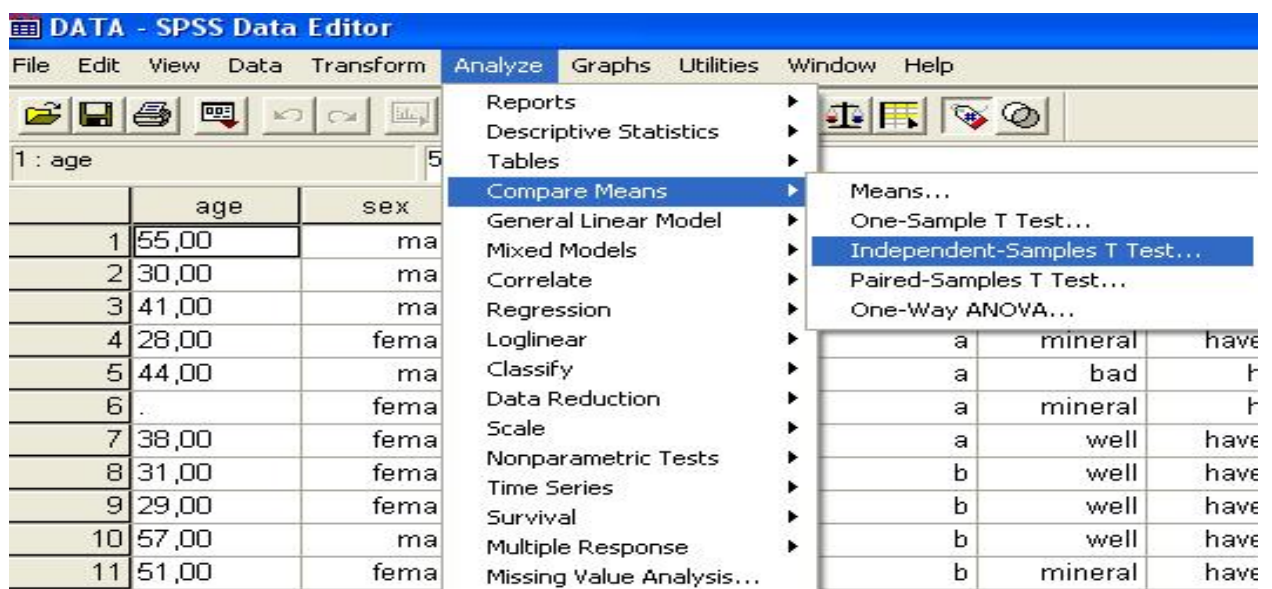 DATA - SPSS Data Editor
File Edit View Data Transform Analyze Graphs Utilities Window Help
1 : age 5
Reports
Descriptive Statistics
Tables
Compare Means
General Linear Model
Mixed Models
Correlate
Regression
Loglinear
Classify
Data Reduction
Scale
Nonparametric Tests
Time Series
Survival
Multiple Response
Missing Value Analysis...
Means...
One-Sample T Test...
Independent-Samples T Test...
Paired-Samples T Test...
One-Way ANOVA...
age sex
1 55,00 ma
2 30,00 ma
3 41,00 ma
4 28,00 fema a mineral have
5 44,00 ma a bad h
6 . fema a mineral h
7 38,00 fema a well have
8 31,00 fema b well have
9 29,00 fema b well have
10 57,00 ma b well have
11 51,00 fema b mineral have